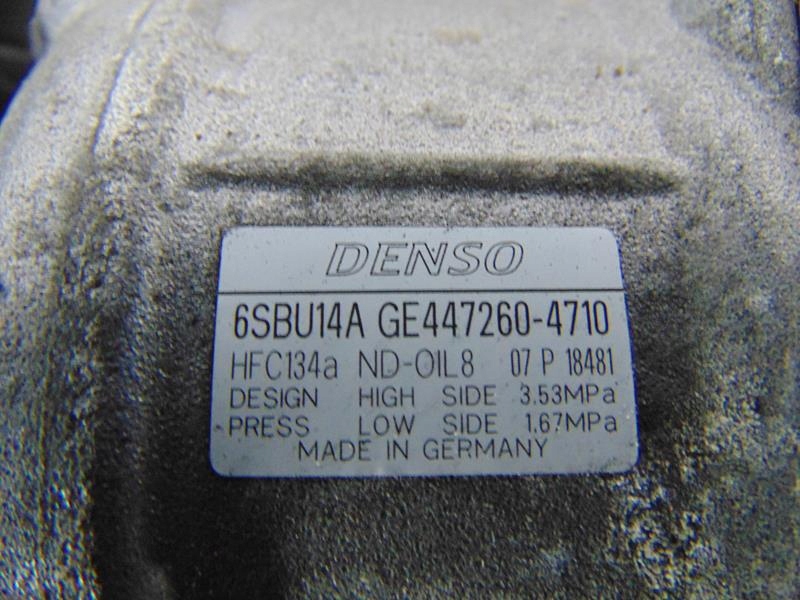 DENSO
6SBU14A GE447260-4710
HFC134a ND-OIL8 07 P 18481
DESIGN HIGH SIDE 3.53MPa
PRESS LOW SIDE 1.67MPa
MADE IN GERMANY